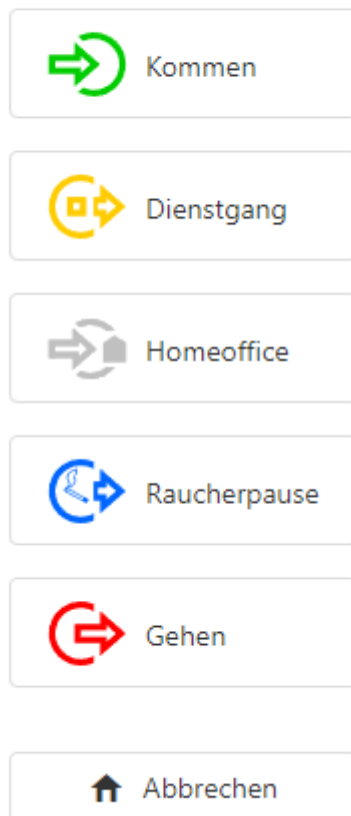 Kommen
Dienstgang
Homeoffice
Raucherpause
Gehen
Abbrechen